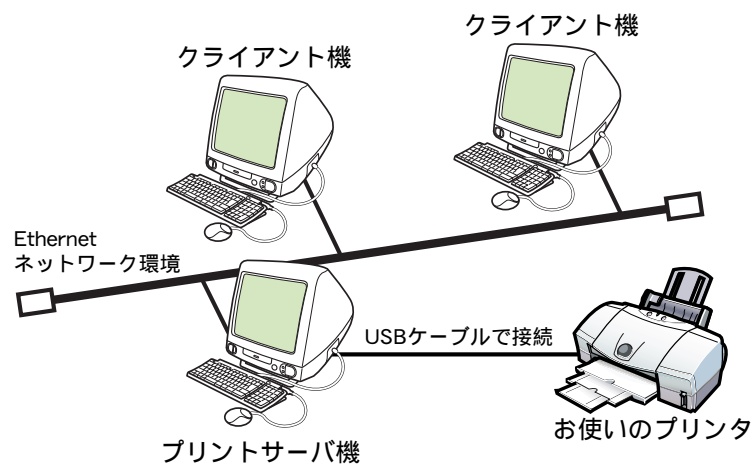 クライアント機
クライアント機
Ethernet
ネットワーク環境
USBケーブルで接続
お使いのプリンタ
プリントサーバ機